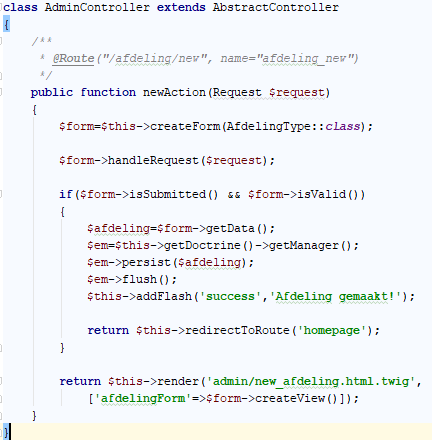 class AdminController extends AbstractController
{
/**
* @Route("/afdeling/new", name="afdeling_new")
*/
public function newAction(Request $request)
{
$form=$this->createForm(AfdelingType::class);
$form->handleRequest($request);
if($form->isSubmitted() && $form->isValid())
{
$afdeling=$form->getData();
$em=$this->getDoctrine()->getManager();
$em->persist($afdeling);
$em->flush();
$this->addFlash('success','Afdeling gemaakt!');
return $this->redirectToRoute('homepage');
}
return $this->render('admin/new_afdeling.html.twig',
['afdelingForm'=>$form->createView()]);
}
}